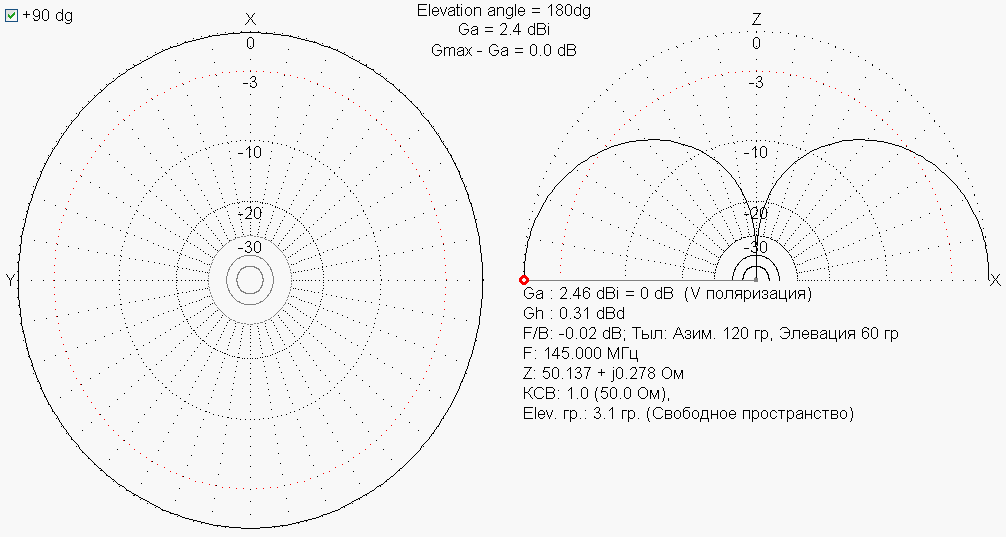 +90 dg
Elevation angle = 180dg
Ga = 2.4 dBi
Gmax - Ga = 0.0 dB
X
0
-3
-10
-20
-30
Y
Z
0
-3
-10
-20
-30
X
Ga : 2.46 dBi = 0 dB (V поляризация)
Gh : 0.31 dBd
F/B: -0.02 dB; Тыл: Азим. 120 гр, Элевация 60 гр
F: 145.000 МГц
Z: 50.137 + j0.278 Ом
КСВ: 1.0 (50.0 Ом),
Elev. гр.: 3.1 гр. (Свободное пространство)